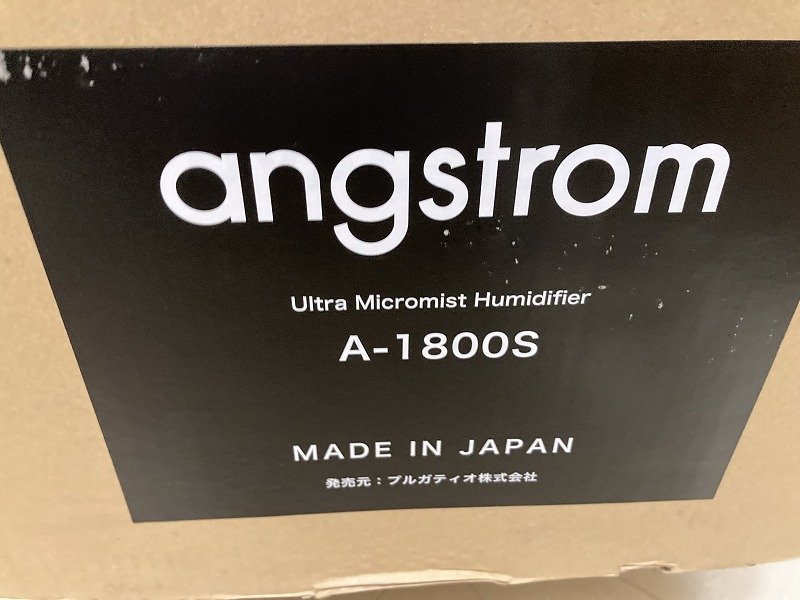 angstrom
Ultra Micromist Humidifier
A-1800S
MADE IN JAPAN
発売元：プルガティオ株式会社